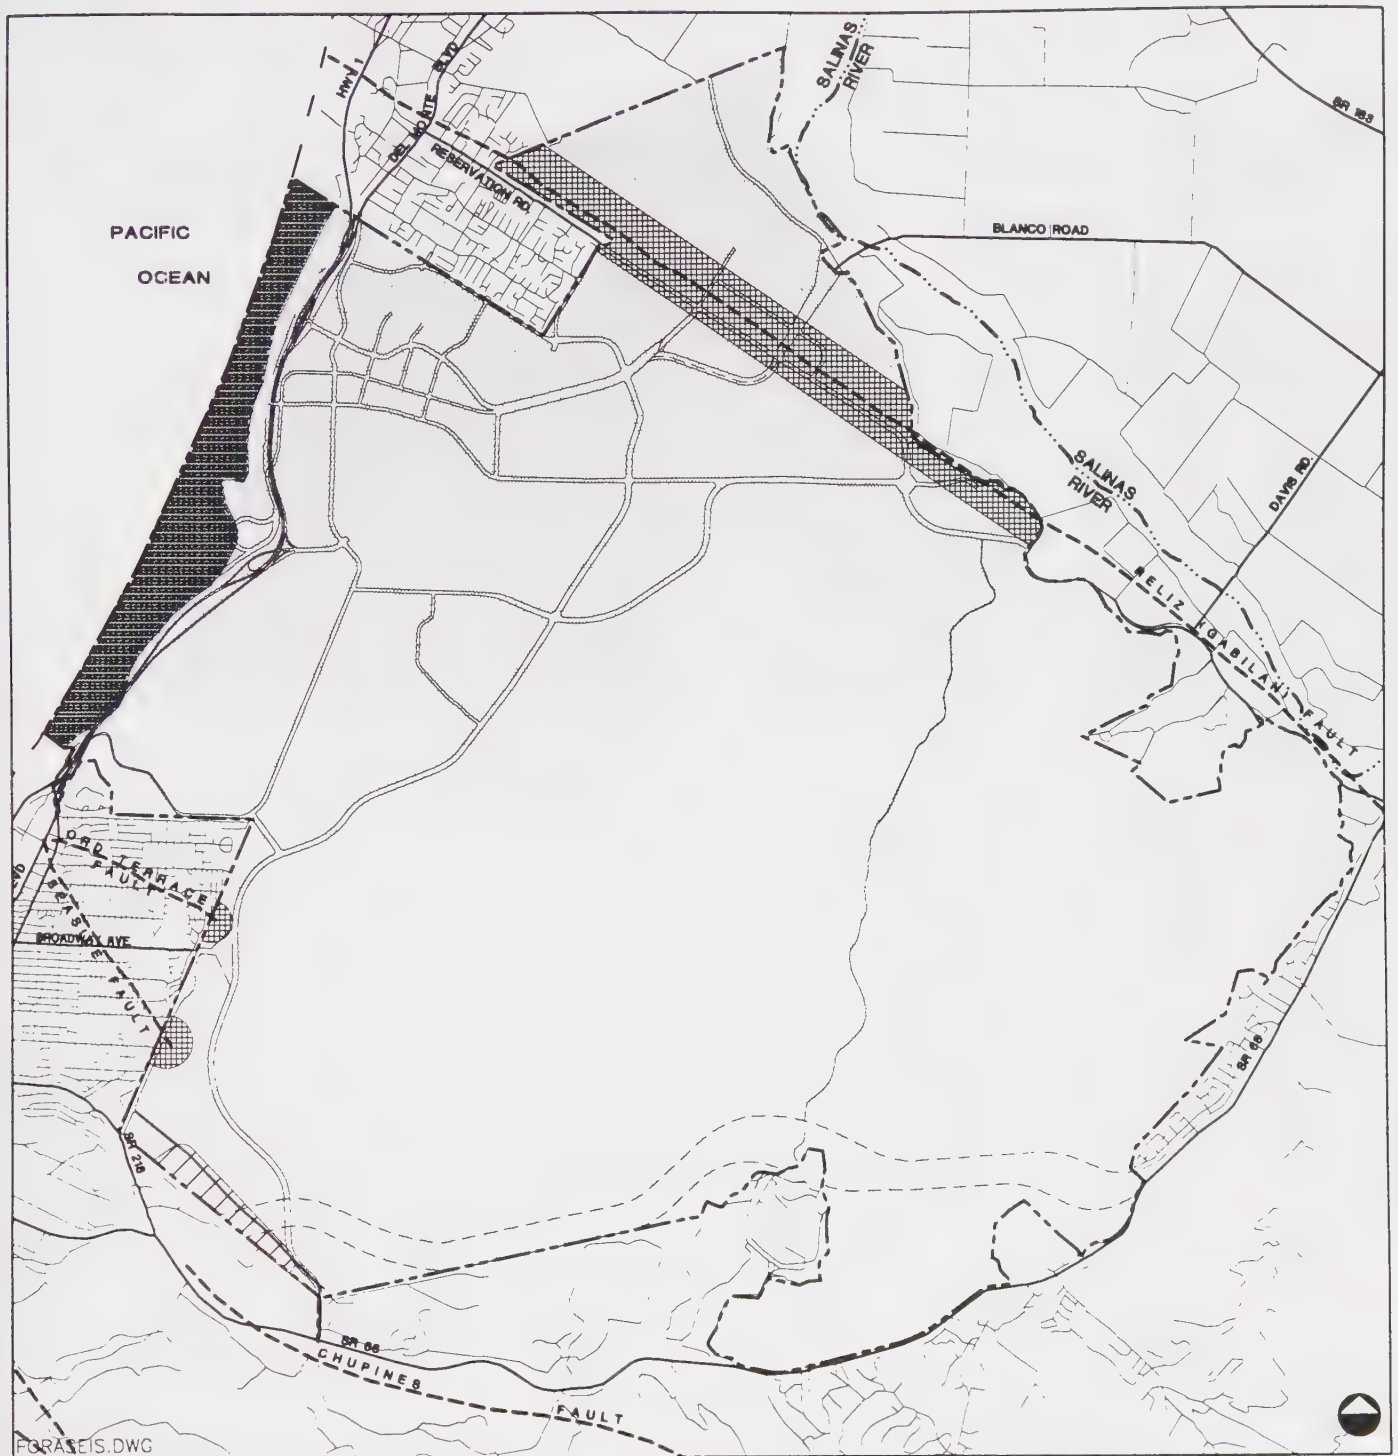 SALINAS
RIVER
HWY 1
DEL MONTE BLVD
SR 183
RESERVATION RD.
PACIFIC
OCEAN
BLANCO ROAD
SALINAS
RIVER
DAVIS RD.
RELIZ (GABILAN) FAULT
ORD TERRACE
FAULT
SEASIDE FAULT
BROADWAY AVE
SR 68
SR 218
SR 68
CHUPINES
FAULT
FORASEIS.DWG